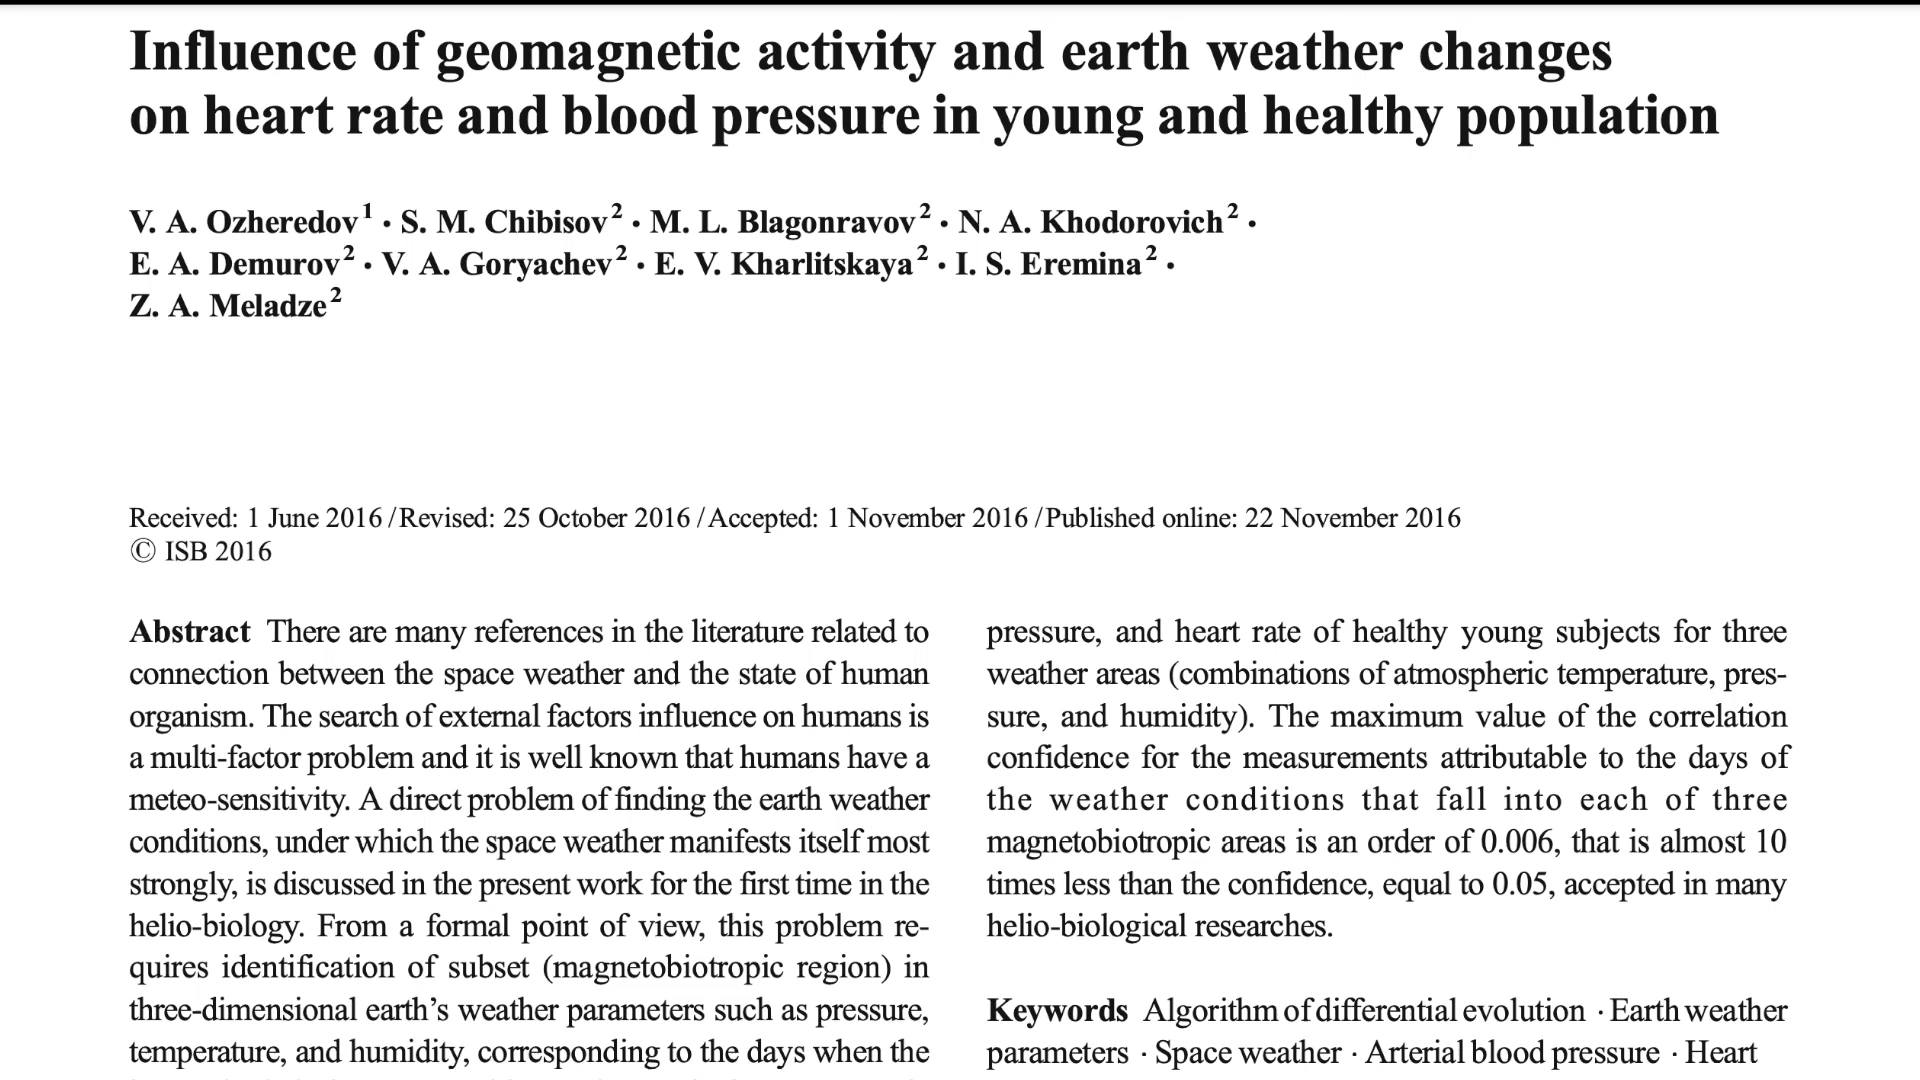 Influence of geomagnetic activity and earth weather changes
on heart rate and blood pressure in young and healthy population
V. A. Ozheredov1 · S. M. Chibisov2 · M. L. Blagonravov2 · N. A. Khodorovich2 ·
E. A. Demurov2 · V. A. Goryachev2 · E. V. Kharlitskaya2 · I. S. Eremina2 ·
Z. A. Meladze2
Received: 1 June 2016 / Revised: 25 October 2016 / Accepted: 1 November 2016 / Published online: 22 November 2016
© ISB 2016
Abstract There are many references in the literature related to
connection between the space weather and the state of human
organism. The search of external factors influence on humans is
a multi-factor problem and it is well known that humans have a
meteo-sensitivity. A direct problem of finding the earth weather
conditions, under which the space weather manifests itself most
strongly, is discussed in the present work for the first time in the
helio-biology. From a formal point of view, this problem re-
quires identification of subset (magnetobiotropic region) in
three-dimensional earth's weather parameters such as pressure,
temperature, and humidity, corresponding to the days when the
pressure, and heart rate of healthy young subjects for three
weather areas (combinations of atmospheric temperature, pres-
sure, and humidity). The maximum value of the correlation
confidence for the measurements attributable to the days of
the weather conditions that fall into each of three
magnetobiotropic areas is an order of 0.006, that is almost 10
times less than the confidence, equal to 0.05, accepted in many
helio-biological researches.
Keywords Algorithm of differential evolution · Earth weather
parameters · Space weather · Arterial blood pressure · Heart